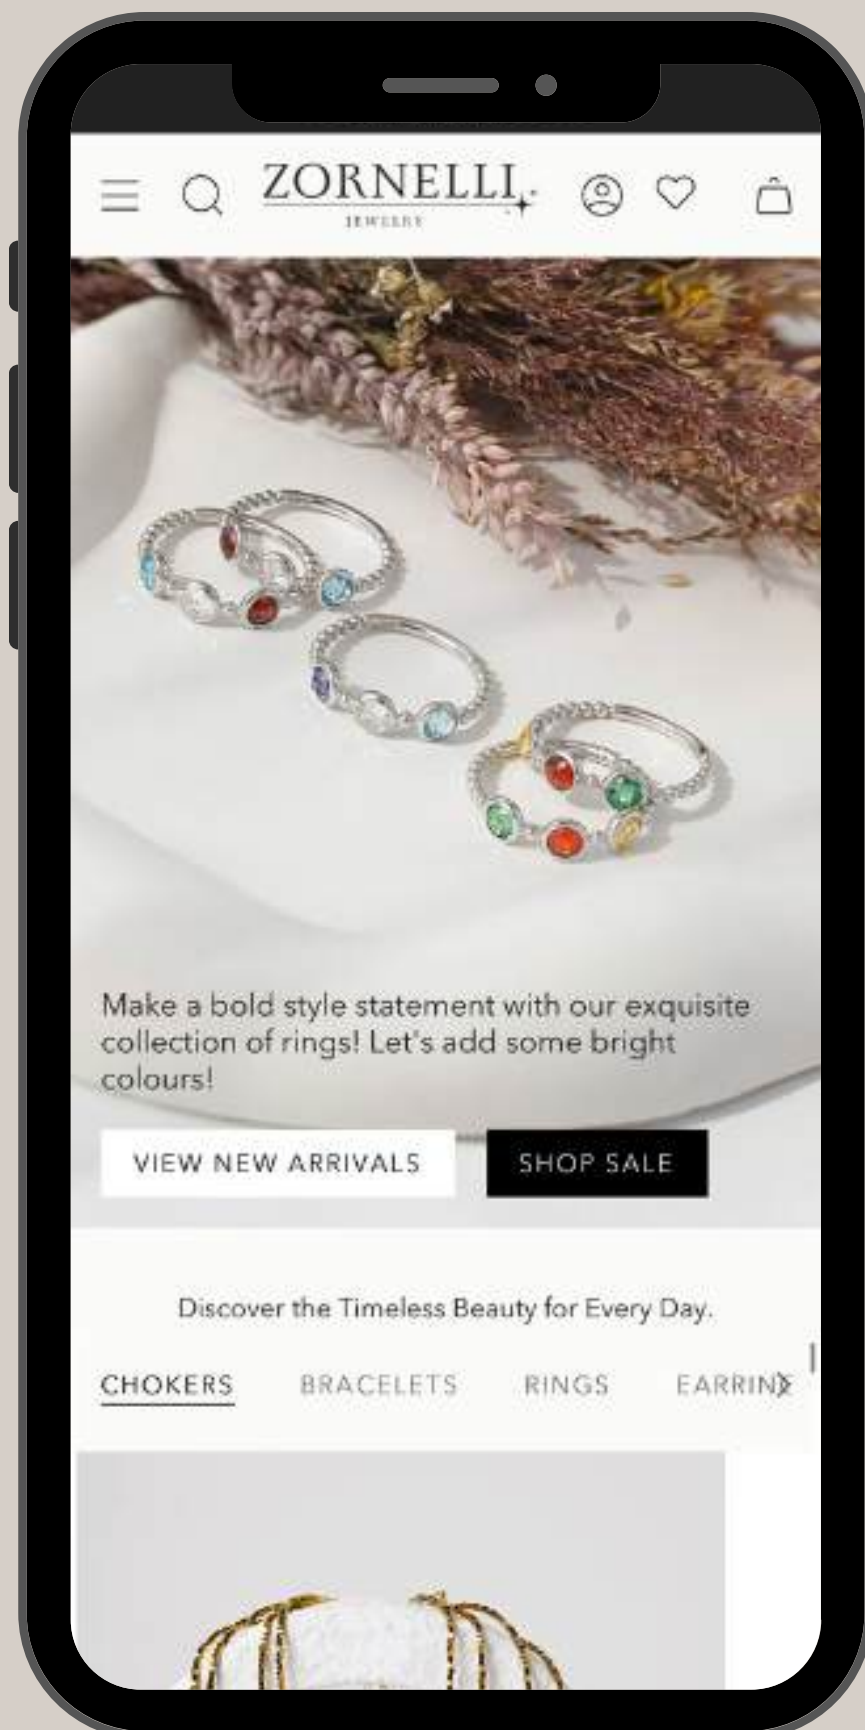 ZORNELLI
JEWELRY
Make a bold style statement with our exquisite
collection of rings! Let's add some bright
colours!
VIEW NEW ARRIVALS
SHOP SALE
Discover the Timeless Beauty for Every Day.
CHOKERS BRACELETS RINGS EARRIN